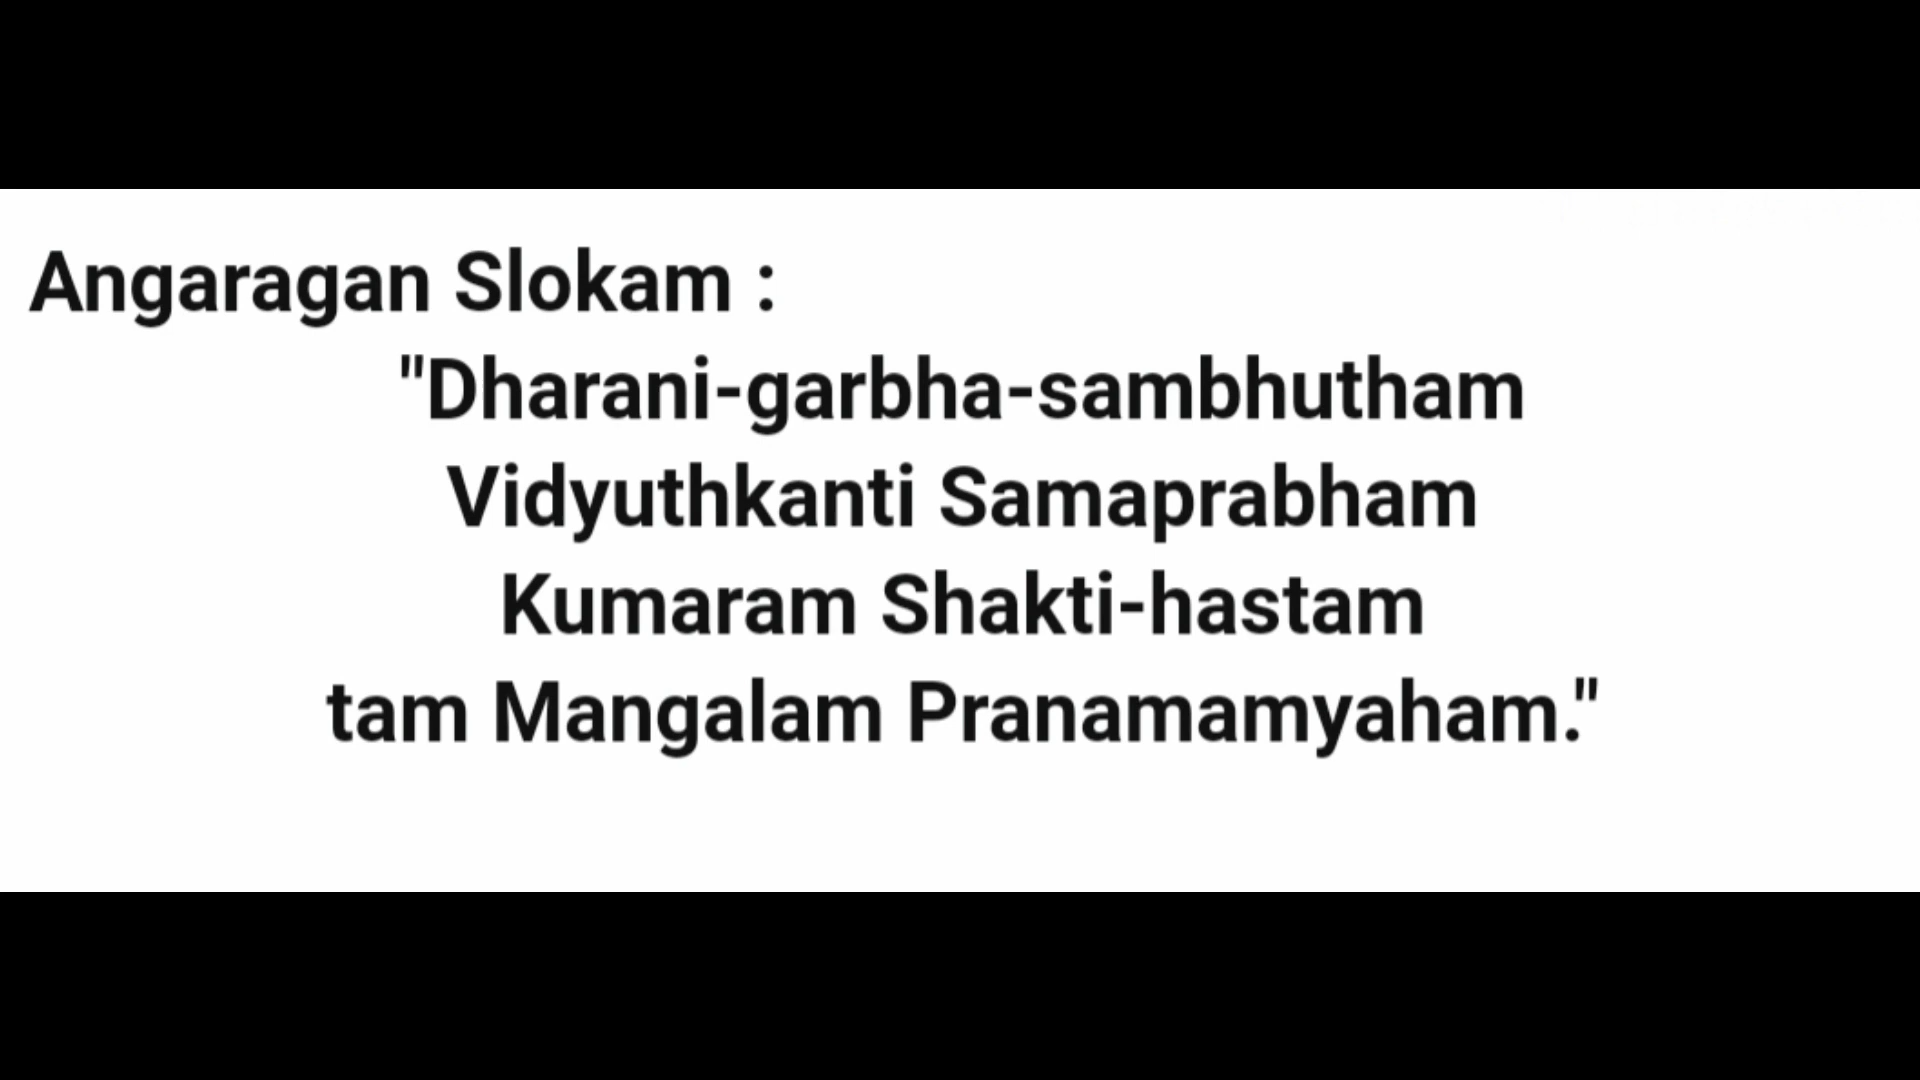 Angaragan Slokam :
"Dharani-garbha-sambhutham
Vidyuthkanti Samaprabham
Kumaram Shakti-hastam
tam Mangalam Pranamamyaham."